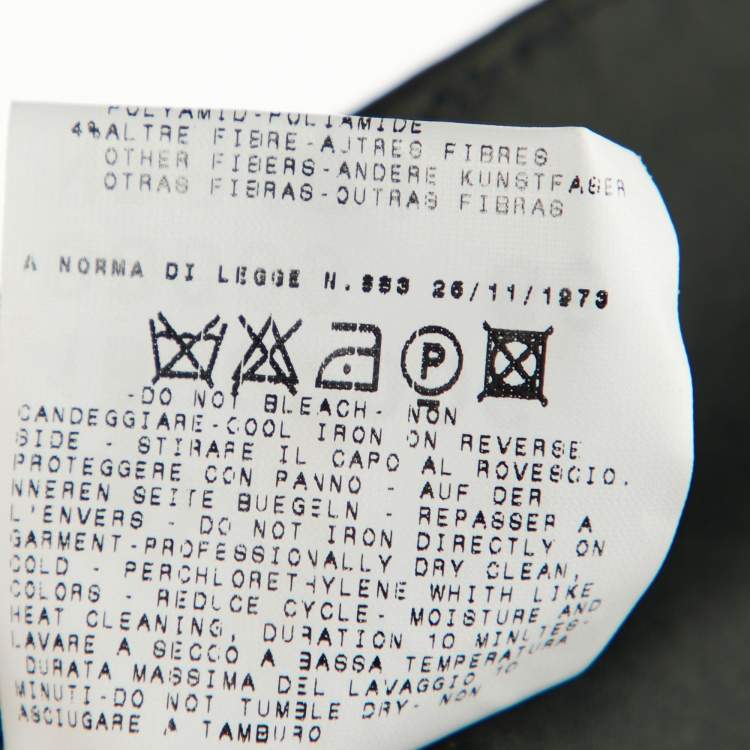 POLYAMID-POLIAMIDE
4%ALTRE FIBRE-AUTRES FIBRES
OTHER FIBERS-ANDERE KUNSTFASER
OTRAS FIBRAS-OUTRAS FIBRAS
A NORMA DI LEGGE N.883 26/11/1973
P
-DO NOT BLEACH- NON
CANDEGGIARE-COOL IRON ON REVERSE
SIDE - STIRARE IL CAPO AL ROVESCIO.
PROTEGGERE CON PANNO - AUF DER
NNEREN SEITE BUEGELN - REPASSER A
L'ENVERS - DO NOT IRON DIRECTLY ON
GARMENT-PROFESSIONALLY DRY CLEAN,
COLD - PERCHLORETHYLENE WHITH LIKE
COLORS - REDUCE CYCLE- MOISTURE AND
HEAT CLEANING, DURATION 10 MINUTES-
LAVARE A SECCO A BASSA TEMPERATURA
DURATA MASSIMA DEL LAVAGGIO 10
MINUTI-DO NOT TUMBLE DRY- NON
ASCIUGARE A TAMBURO